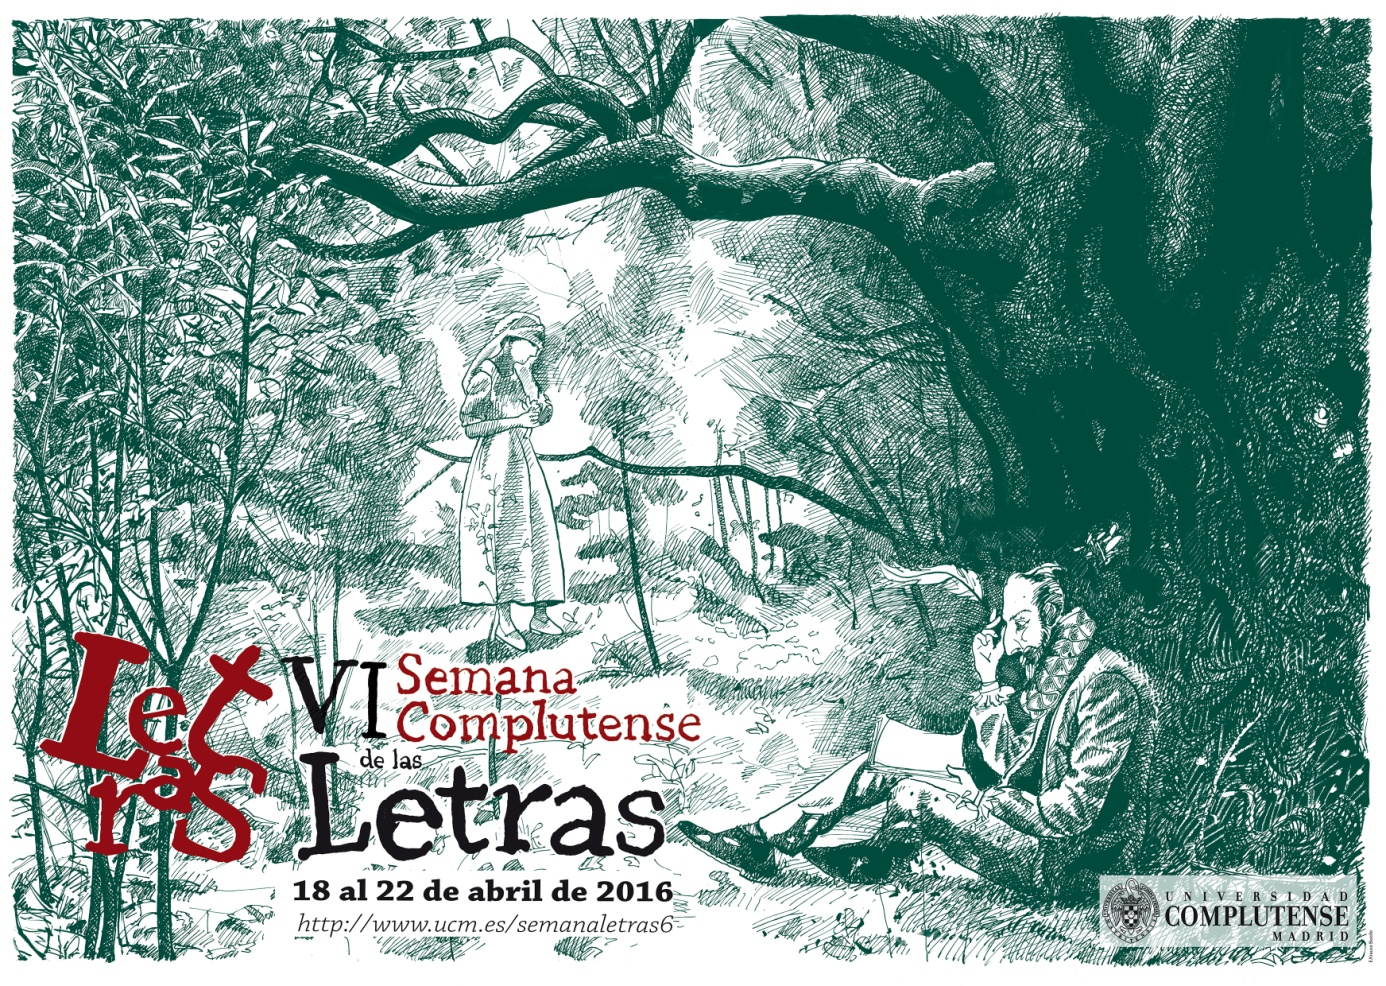 Letras
VI Semana
Complutense
de las
Letras
18 al 22 de abril de 2016
http://www.ucm.es/semanaletras6
UNIVERSIDAD
COMPLUTENSE
MADRID